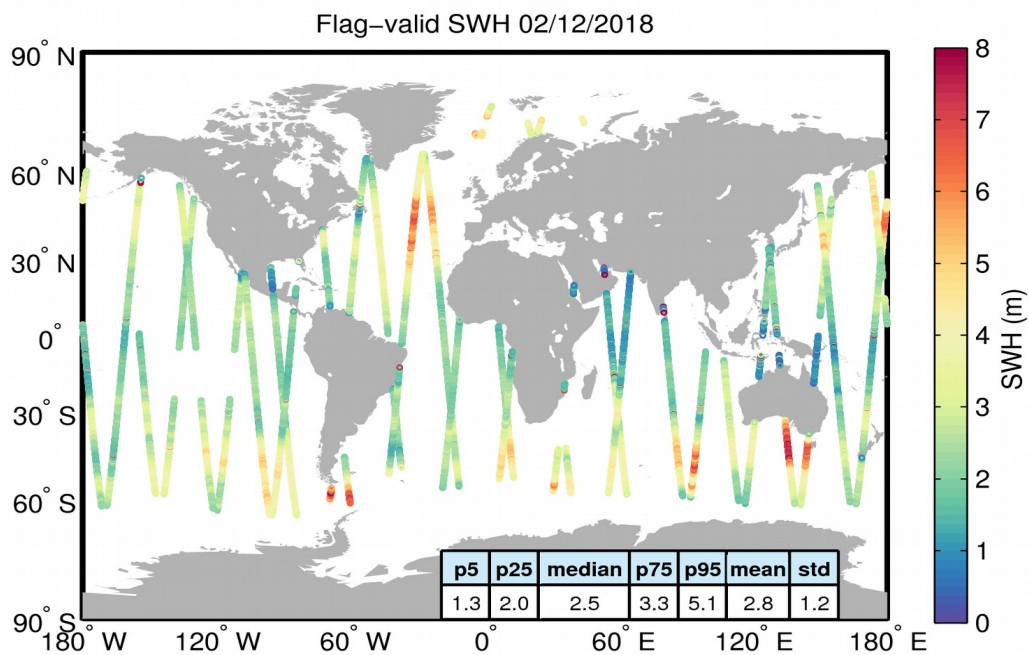 Flag−valid SWH 02/12/2018
90° N
60° N
30° N
0°
30° S
60° S
90° S
180° W
120° W
60° W
0°
60° E
120° E
180° E
8
7
6
5
4
3
2
1
0
SWH (m)
p5 p25 median p75 p95 mean std
1.3 2.0 2.5 3.3 5.1 2.8 1.2